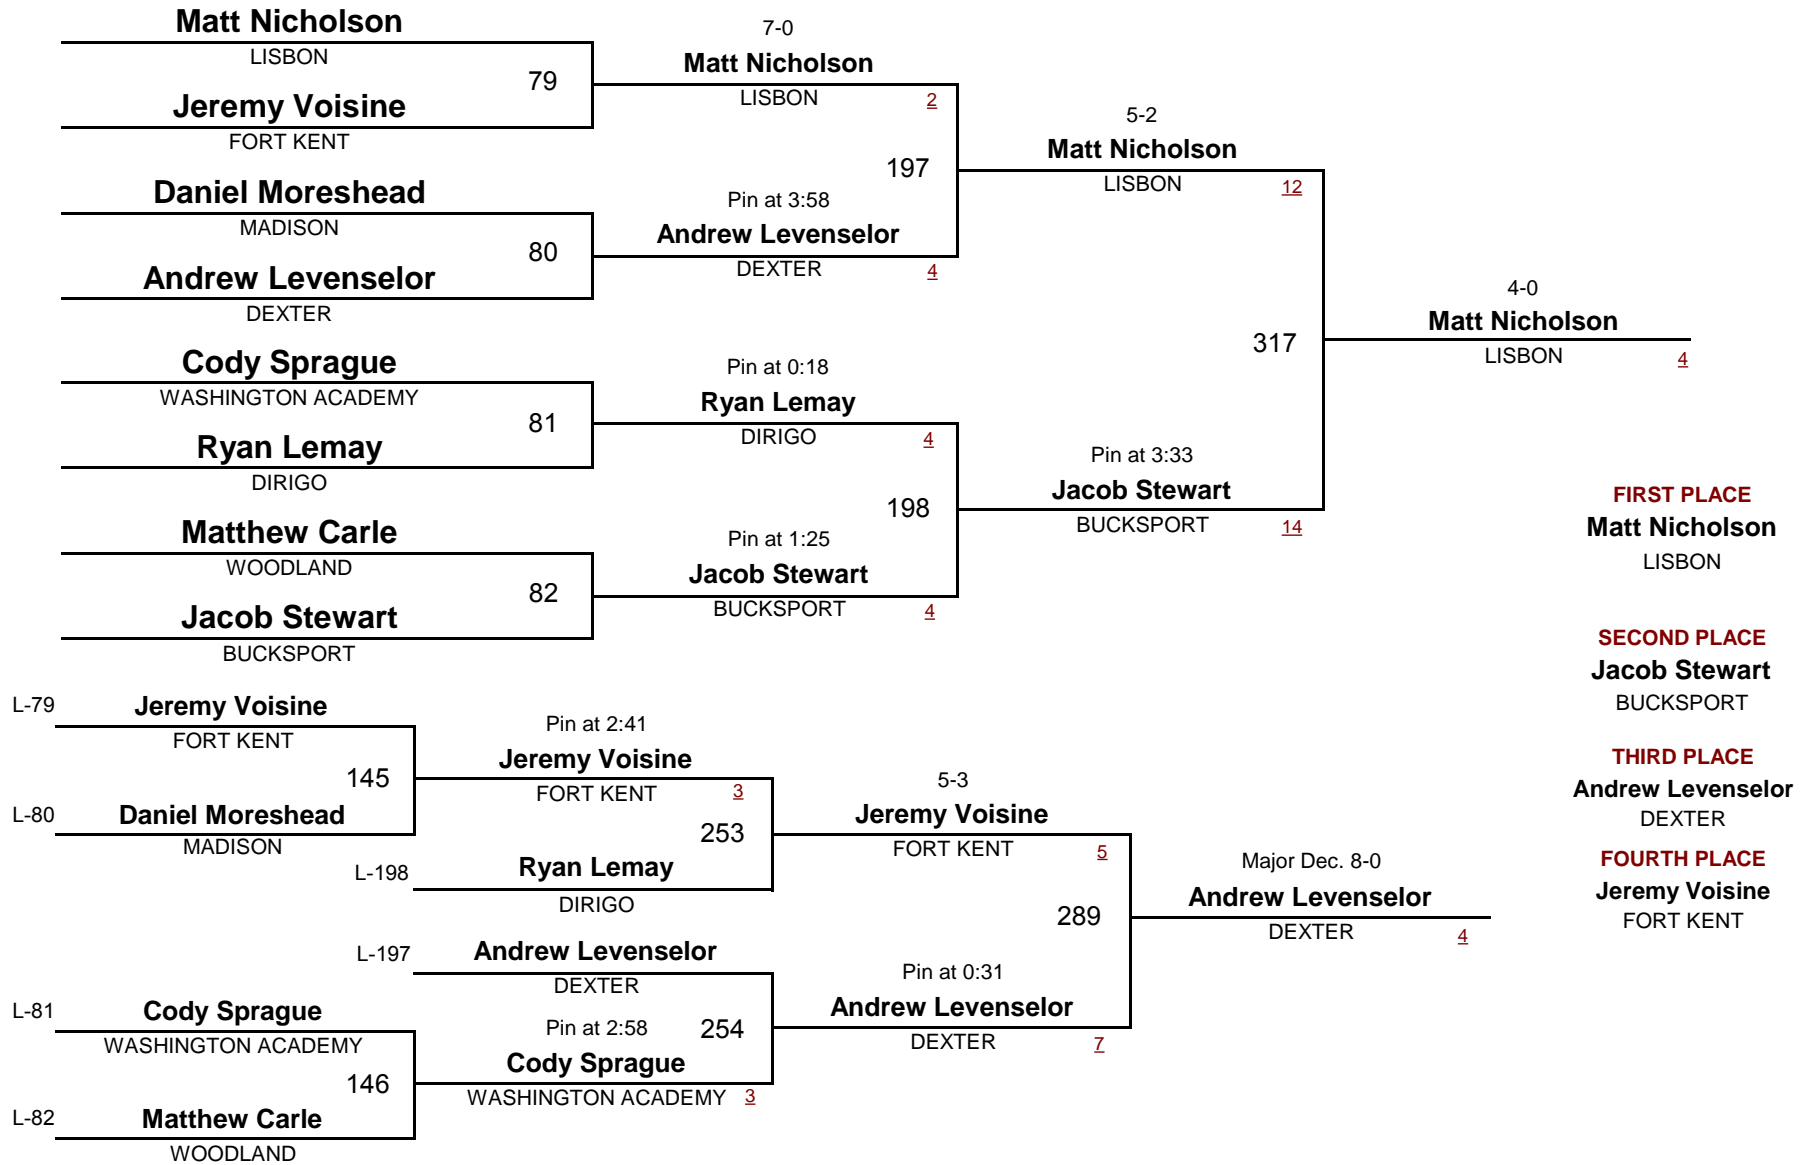 Matt Nicholson
LISBON
79
Jeremy Voisine
FORT KENT
Daniel Moreshead
MADISON
80
Andrew Levenselor
DEXTER
Cody Sprague
WASHINGTON ACADEMY
81
Ryan Lemay
DIRIGO
Matthew Carle
WOODLAND
82
Jacob Stewart
BUCKSPORT
7-0
Matt Nicholson
LISBON 2
197
Pin at 3:58
Andrew Levenselor
DEXTER 4
Pin at 0:18
Ryan Lemay
DIRIGO 4
198
Pin at 1:25
Jacob Stewart
BUCKSPORT 4
5-2
Matt Nicholson
LISBON 12
317
Pin at 3:33
Jacob Stewart
BUCKSPORT 14
4-0
Matt Nicholson
LISBON 4
FIRST PLACE
Matt Nicholson
LISBON
SECOND PLACE
Jacob Stewart
BUCKSPORT
THIRD PLACE
Andrew Levenselor
DEXTER
FOURTH PLACE
Jeremy Voisine
FORT KENT
L-79 Jeremy Voisine
FORT KENT
145
L-80 Daniel Moreshead
MADISON
Pin at 2:41
Jeremy Voisine
FORT KENT 3
253
L-198 Ryan Lemay
DIRIGO
L-197 Andrew Levenselor
DEXTER
254
Pin at 2:58
Cody Sprague
WASHINGTON ACADEMY 3
L-81 Cody Sprague
WASHINGTON ACADEMY
146
L-82 Matthew Carle
WOODLAND
5-3
Jeremy Voisine
FORT KENT 5
289
Pin at 0:31
Andrew Levenselor
DEXTER 7
Major Dec. 8-0
Andrew Levenselor
DEXTER 4